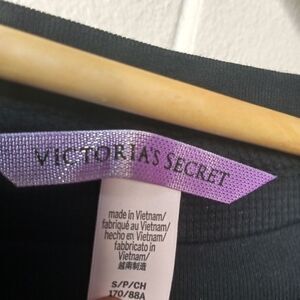 VICTORIA'S SECRET
made in Vietnam/
fabriqué au Vietnam/
hecho en Vietnam/
fabbricato in
Vietnam/
越南制造
S/P/CH
170/88A